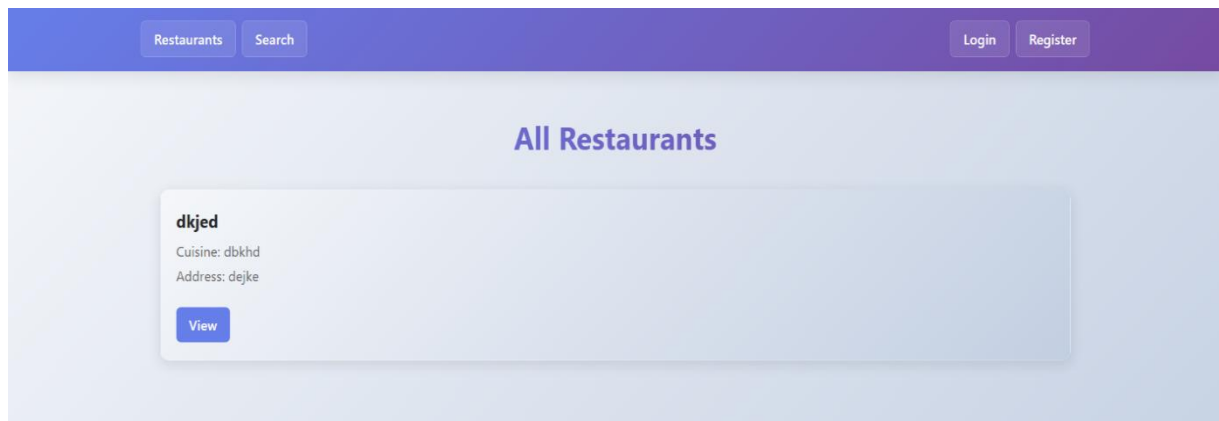 Restaurants Search Login Register
All Restaurants
dkjed
Cuisine: dbkhd
Address: dejke
View